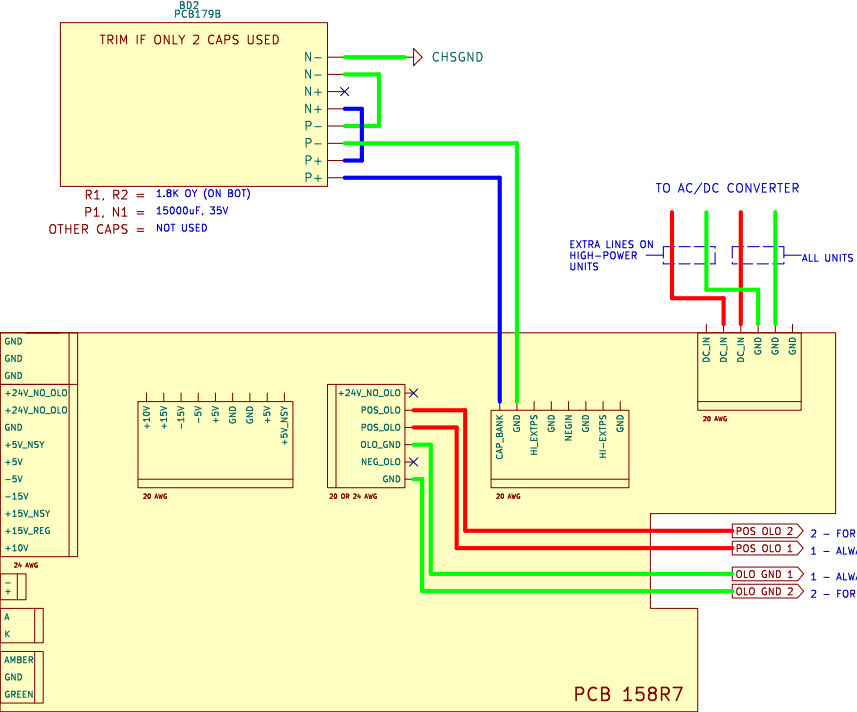 BD2
PCB179B
TRIM IF ONLY 2 CAPS USED
N-
N-
N+
N+
P-
P-
P+
P+
CHSGND
R1, R2 = 1.8K OY (ON BOT)
P1, N1 = 15000uF, 35V
OTHER CAPS = NOT USED
TO AC/DC CONVERTER
EXTRA LINES ON
HIGH-POWER
UNITS
ALL UNITS
DC_IN
DC_IN
DC_IN
GND
GND
GND
20 AWG
GND
GND
GND
+24V_NO_OLO
+24V_NO_OLO
GND
+5V_NSY
+5V
-5V
-15V
+15V_NSY
+15V_REG
+10V
24 AWG
-
+
A
K
AMBER
GND
GREEN
+10V
+15V
-15V
-5V
+5V
GND
GND
+5V
+5V_NSY
20 AWG
+24V_NO_OLO
POS_OLO
POS_OLO
OLO_GND
NEG_OLO
GND
20 OR 24 AWG
CAP_BANK
GND
HI_EXTPS
GND
NEGIN
GND
HI-EXTPS
GND
20 AWG
POS OLO 2
2 - FOR
POS OLO 1
1 - ALWA
OLO GND 1
1 - ALWA
OLO GND 2
2 - FOR
PCB 158R7